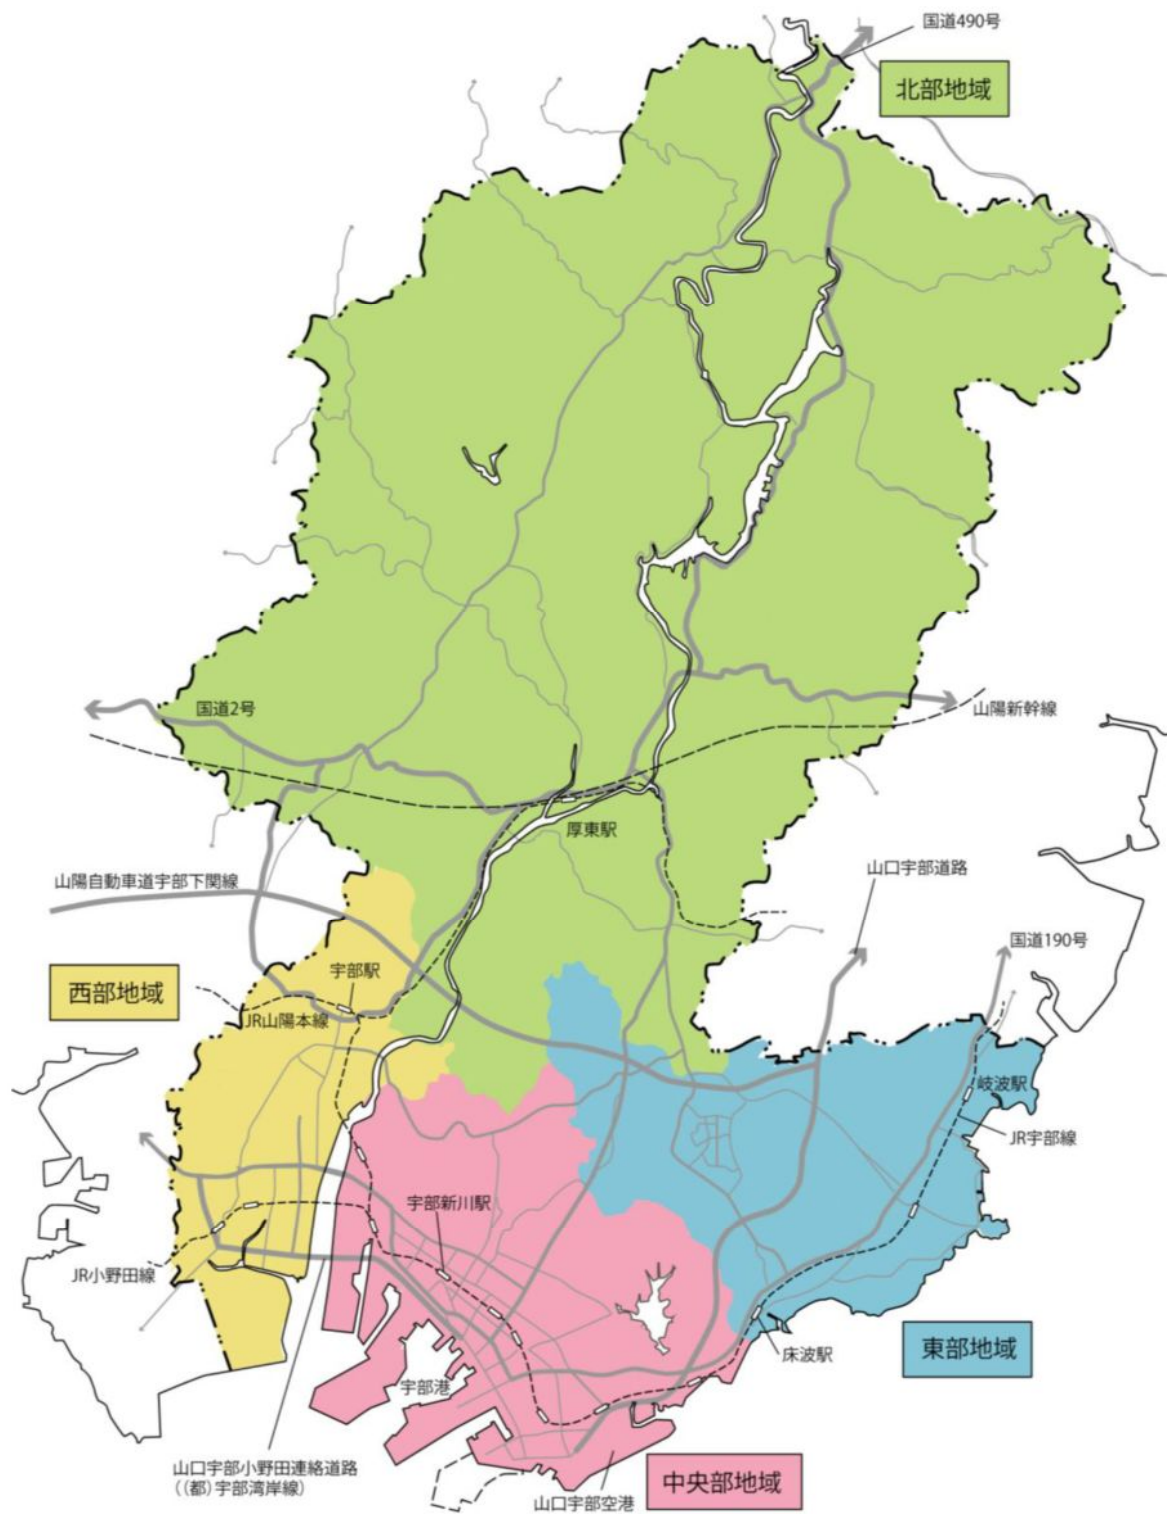 国道490号
北部地域
国道2号
山陽新幹線
厚東駅
山陽自動車道宇部下関線
山口宇部道路
国道190号
宇部駅
西部地域
JR山陽本線
岐波駅
JR宇部線
宇部新川駅
JR小野田線
床波駅
東部地域
宇部港
山口宇部小野田連絡道路
((都)宇部湾岸線)
中央部地域
山口宇部空港